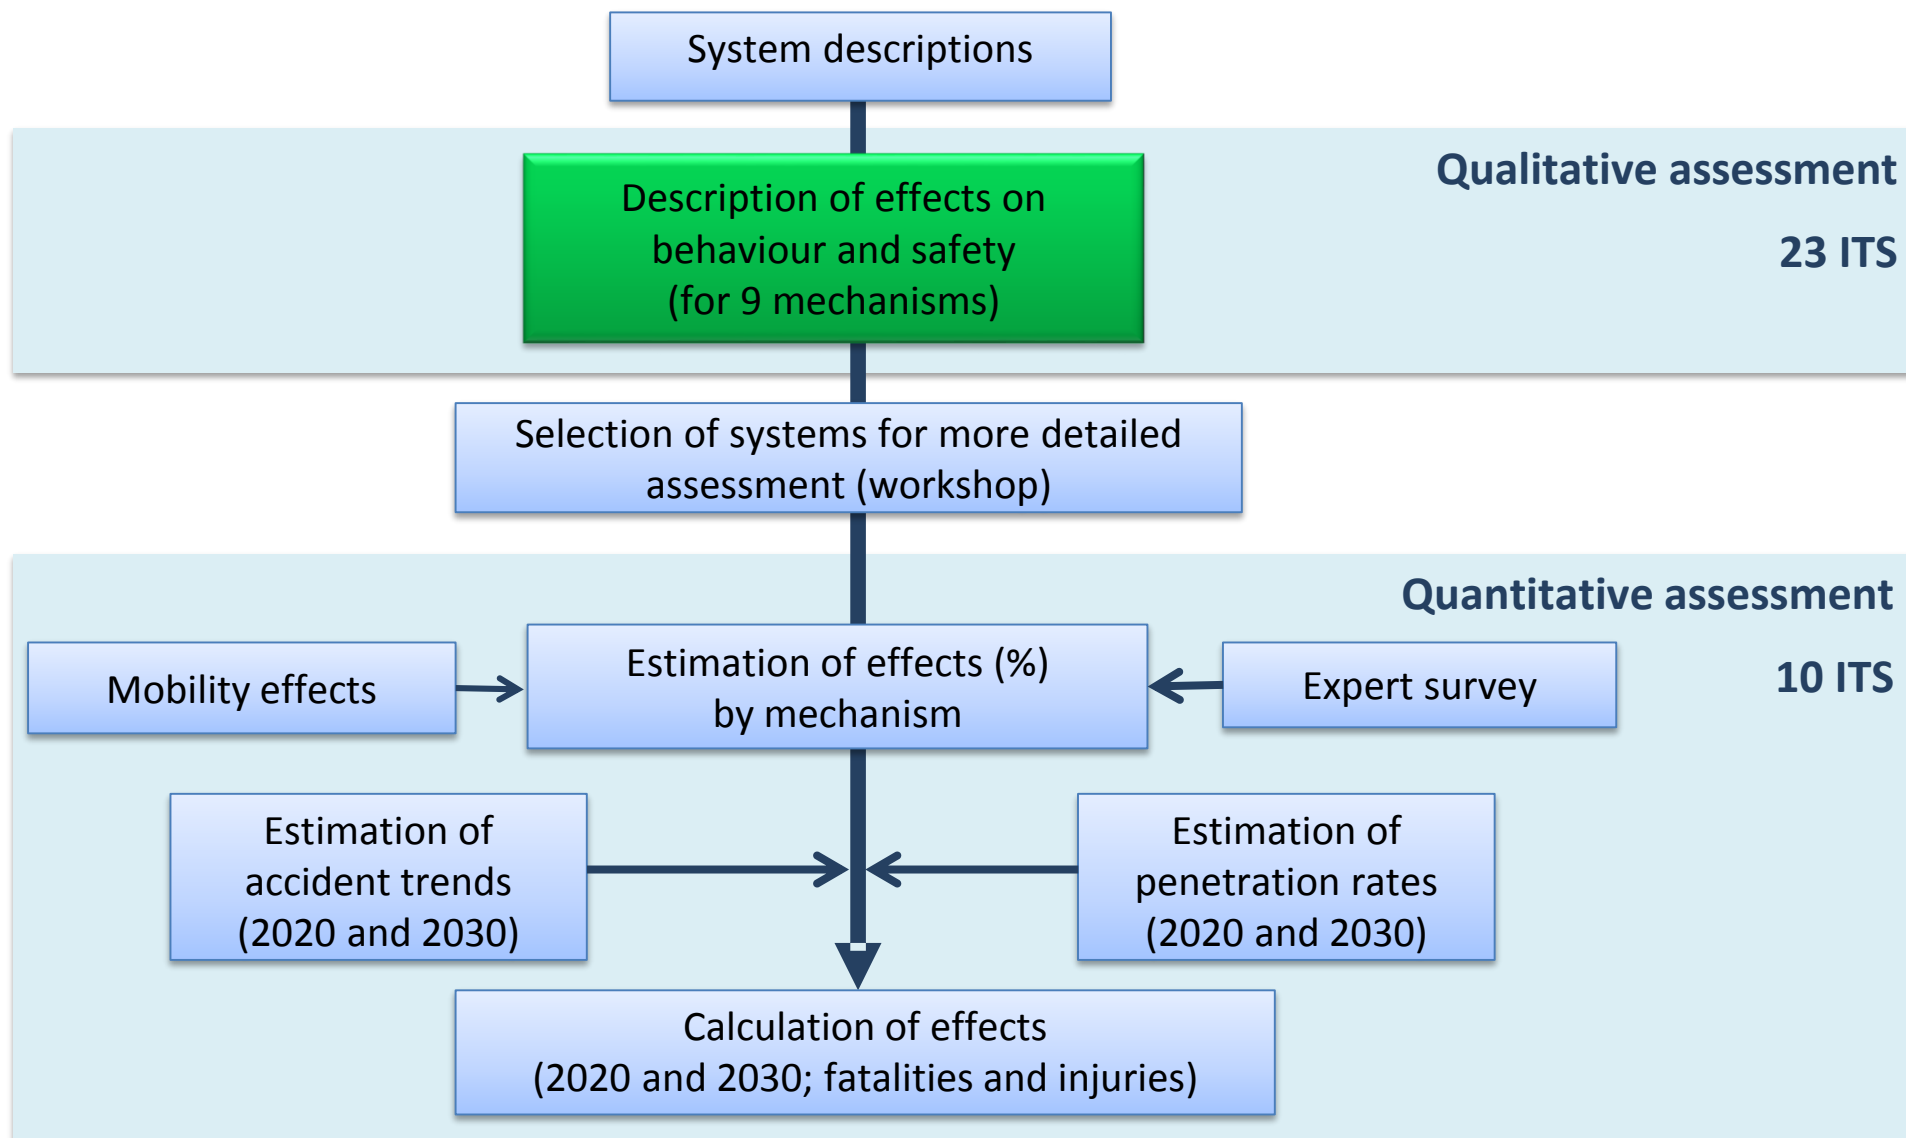 System descriptions
Qualitative assessment
23 ITS
Description of effects on
behaviour and safety
(for 9 mechanisms)
Selection of systems for more detailed
assessment (workshop)
Quantitative assessment
10 ITS
Mobility effects
Estimation of effects (%)
by mechanism
Expert survey
Estimation of
accident trends
(2020 and 2030)
Estimation of
penetration rates
(2020 and 2030)
Calculation of effects
(2020 and 2030; fatalities and injuries)